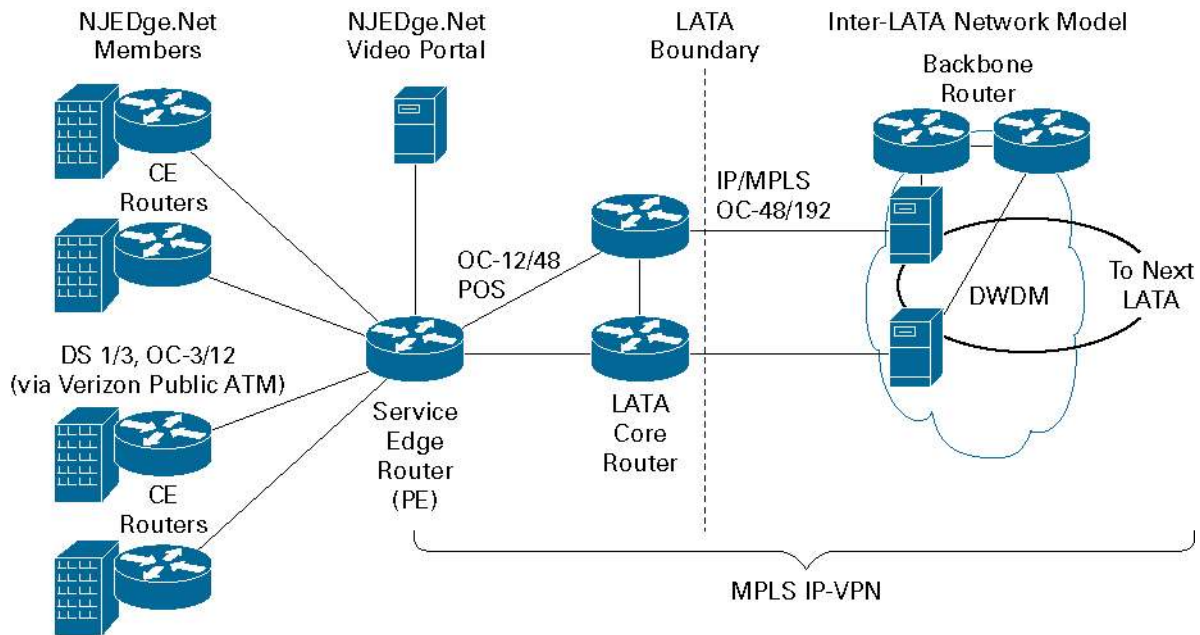 NJEDge.Net
Members
NJEDge.Net
Video Portal
LATA
Boundary
Inter-LATA Network Model
Backbone
Router
CE
Routers
IP/MPLS
OC-48/192
OC-12/48
POS
To Next
LATA
DWDM
DS 1/3, OC-3/12
(via Verizon Public ATM)
Service
Edge
Router
(PE)
LATA
Core
Router
CE
Routers
MPLS IP-VPN